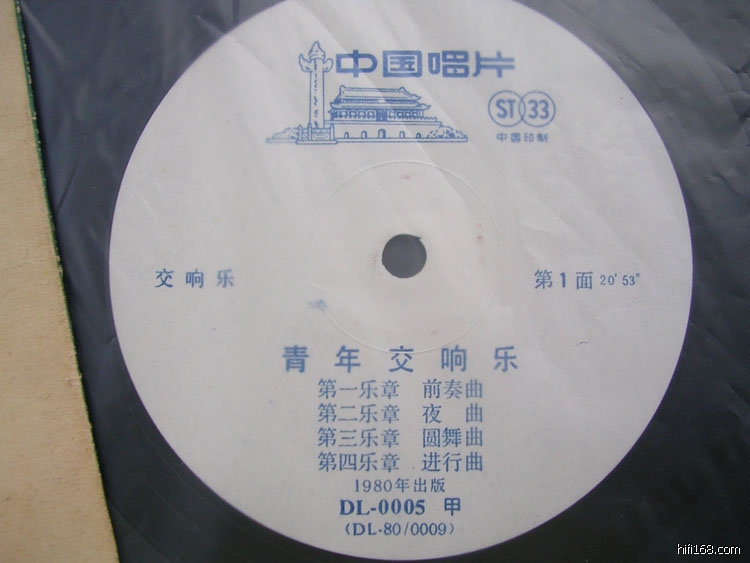 中国唱片
ST 33
中国印制
交响乐
第1面 20′53″
青年交响乐
第一乐章 前奏曲
第二乐章 夜 曲
第三乐章 圆舞曲
第四乐章 进行曲
1980年出版
DL-0005 甲
(DL-80/0009)
hifi168.com